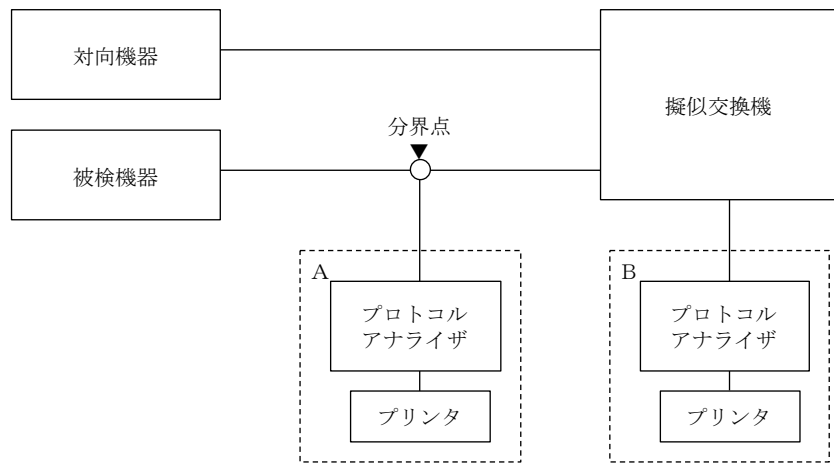 対向機器
擬似交換機
分界点
被検機器
A
プロトコル
アナライザ
プリンタ
B
プロトコル
アナライザ
プリンタ